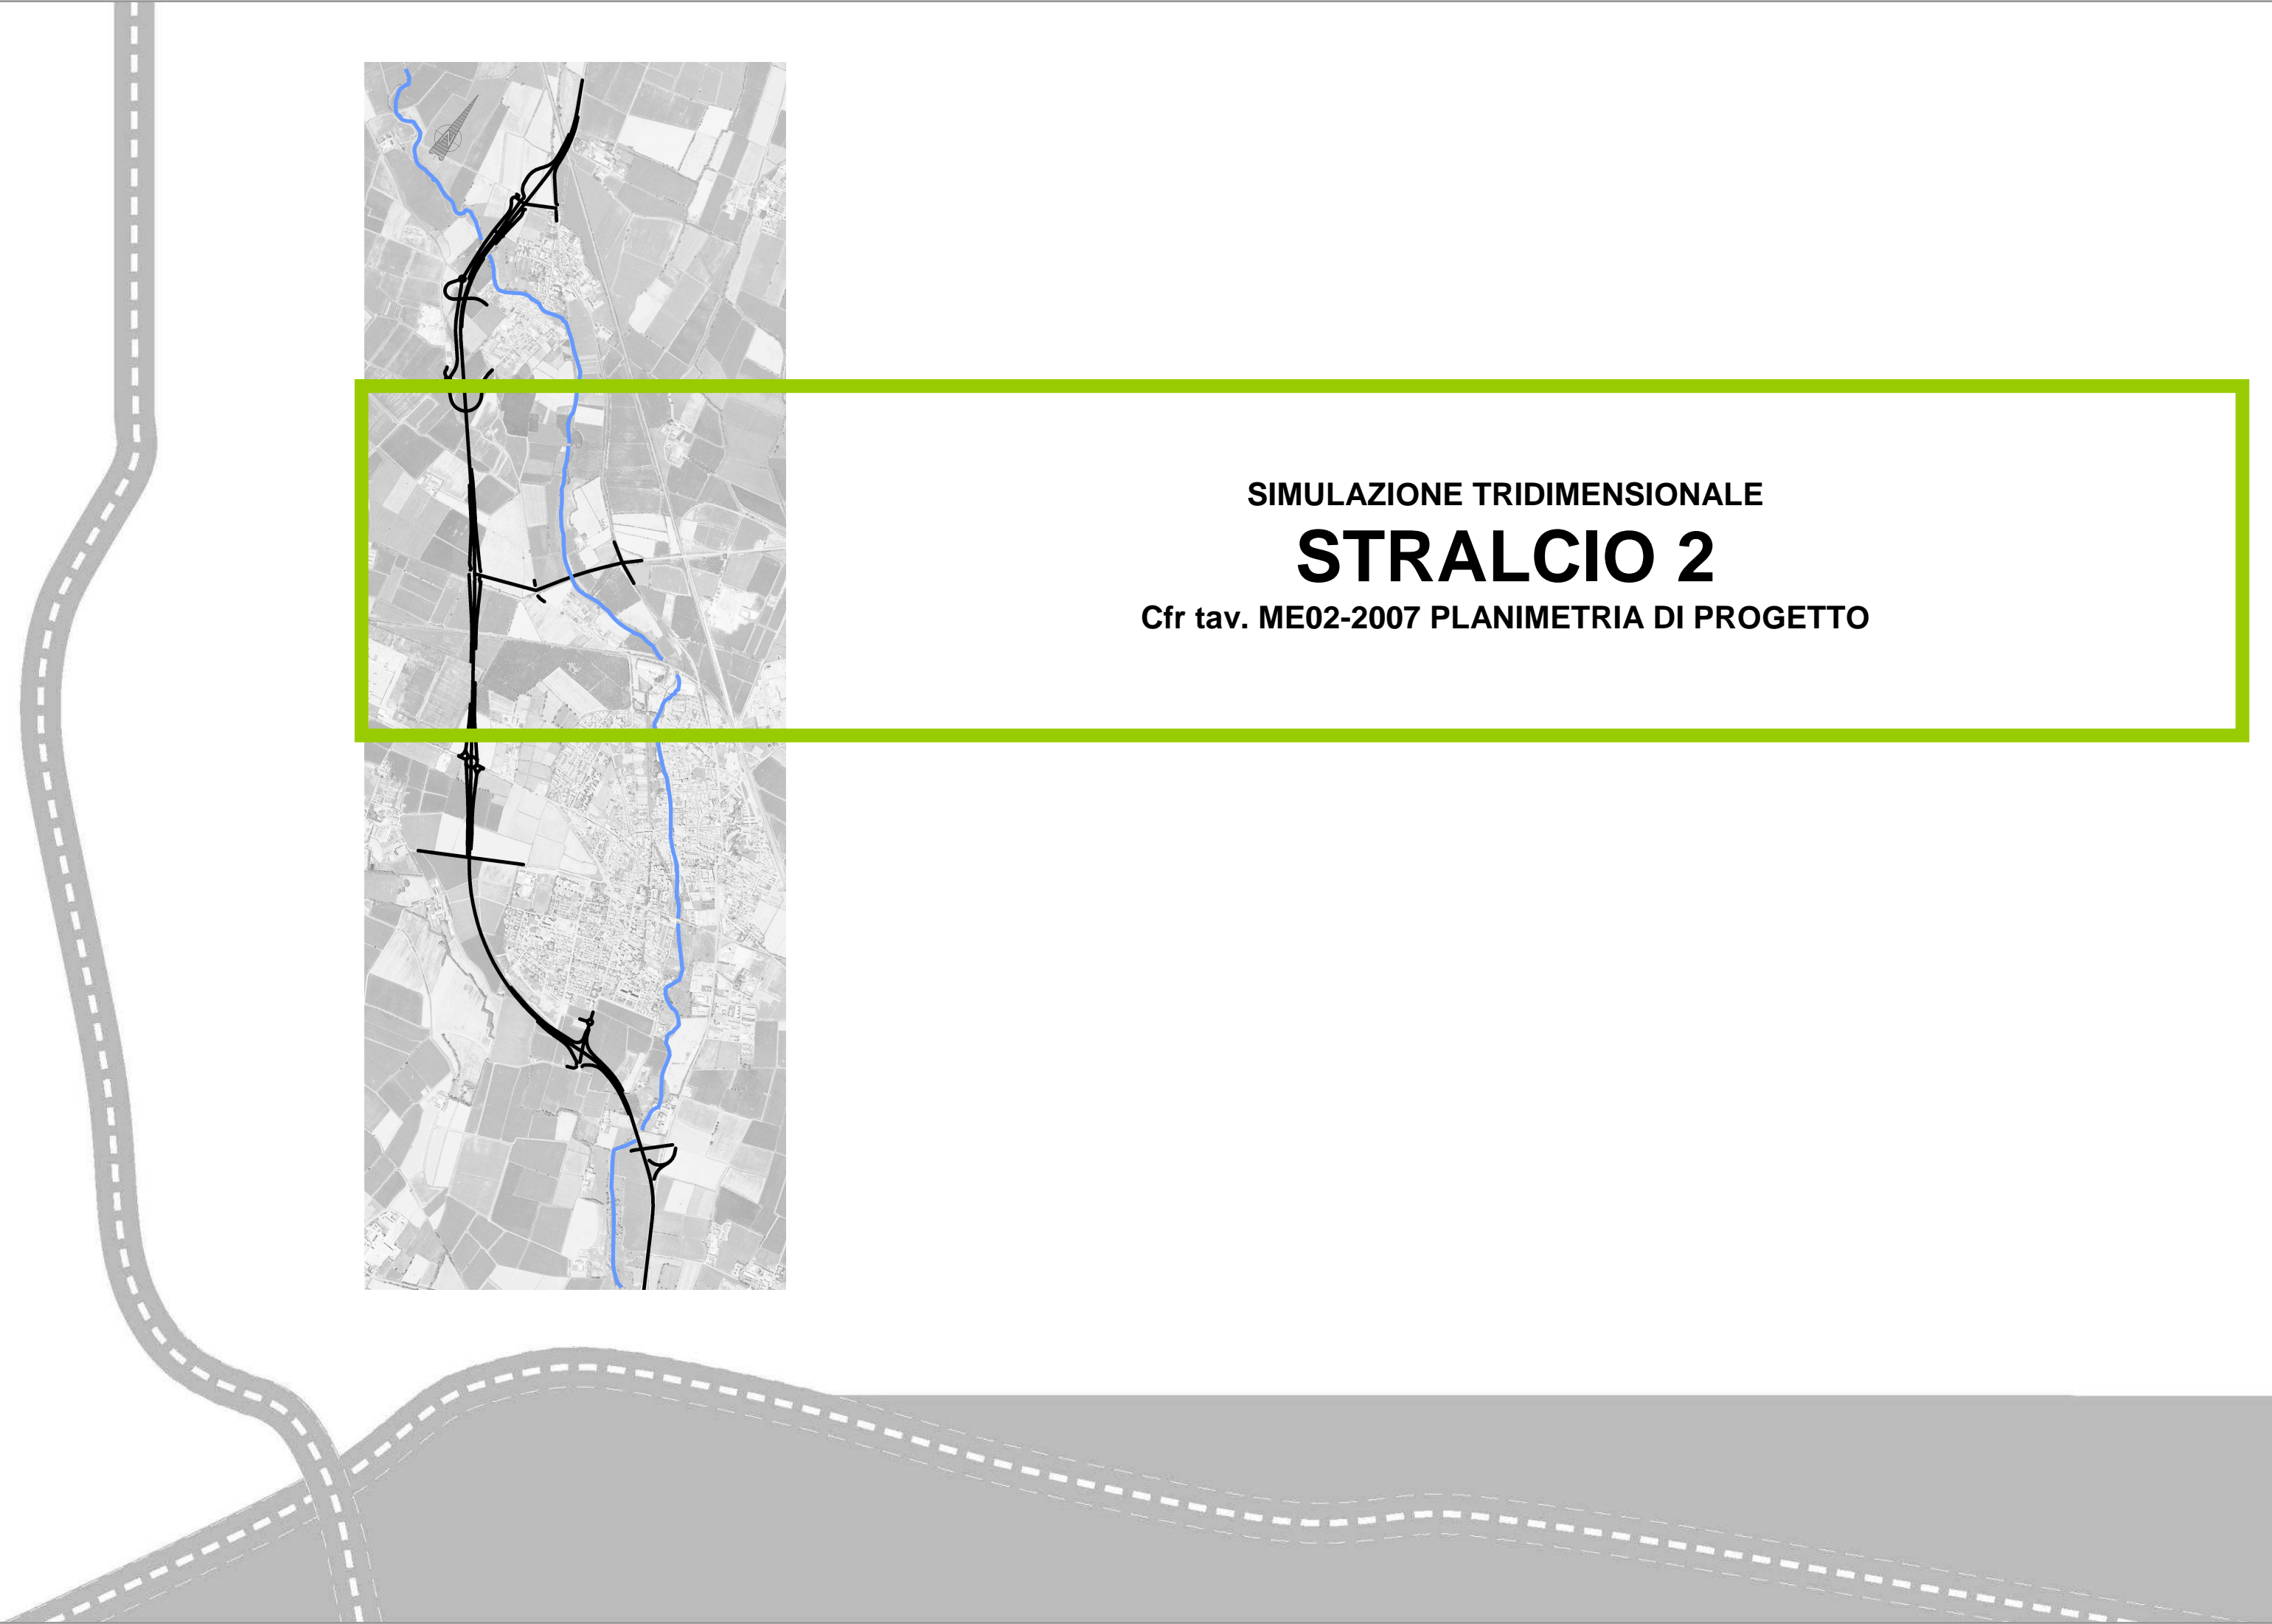 SIMULAZIONE TRIDIMENSIONALE
STRALCIO 2
Cfr tav. ME02-2007 PLANIMETRIA DI PROGETTO